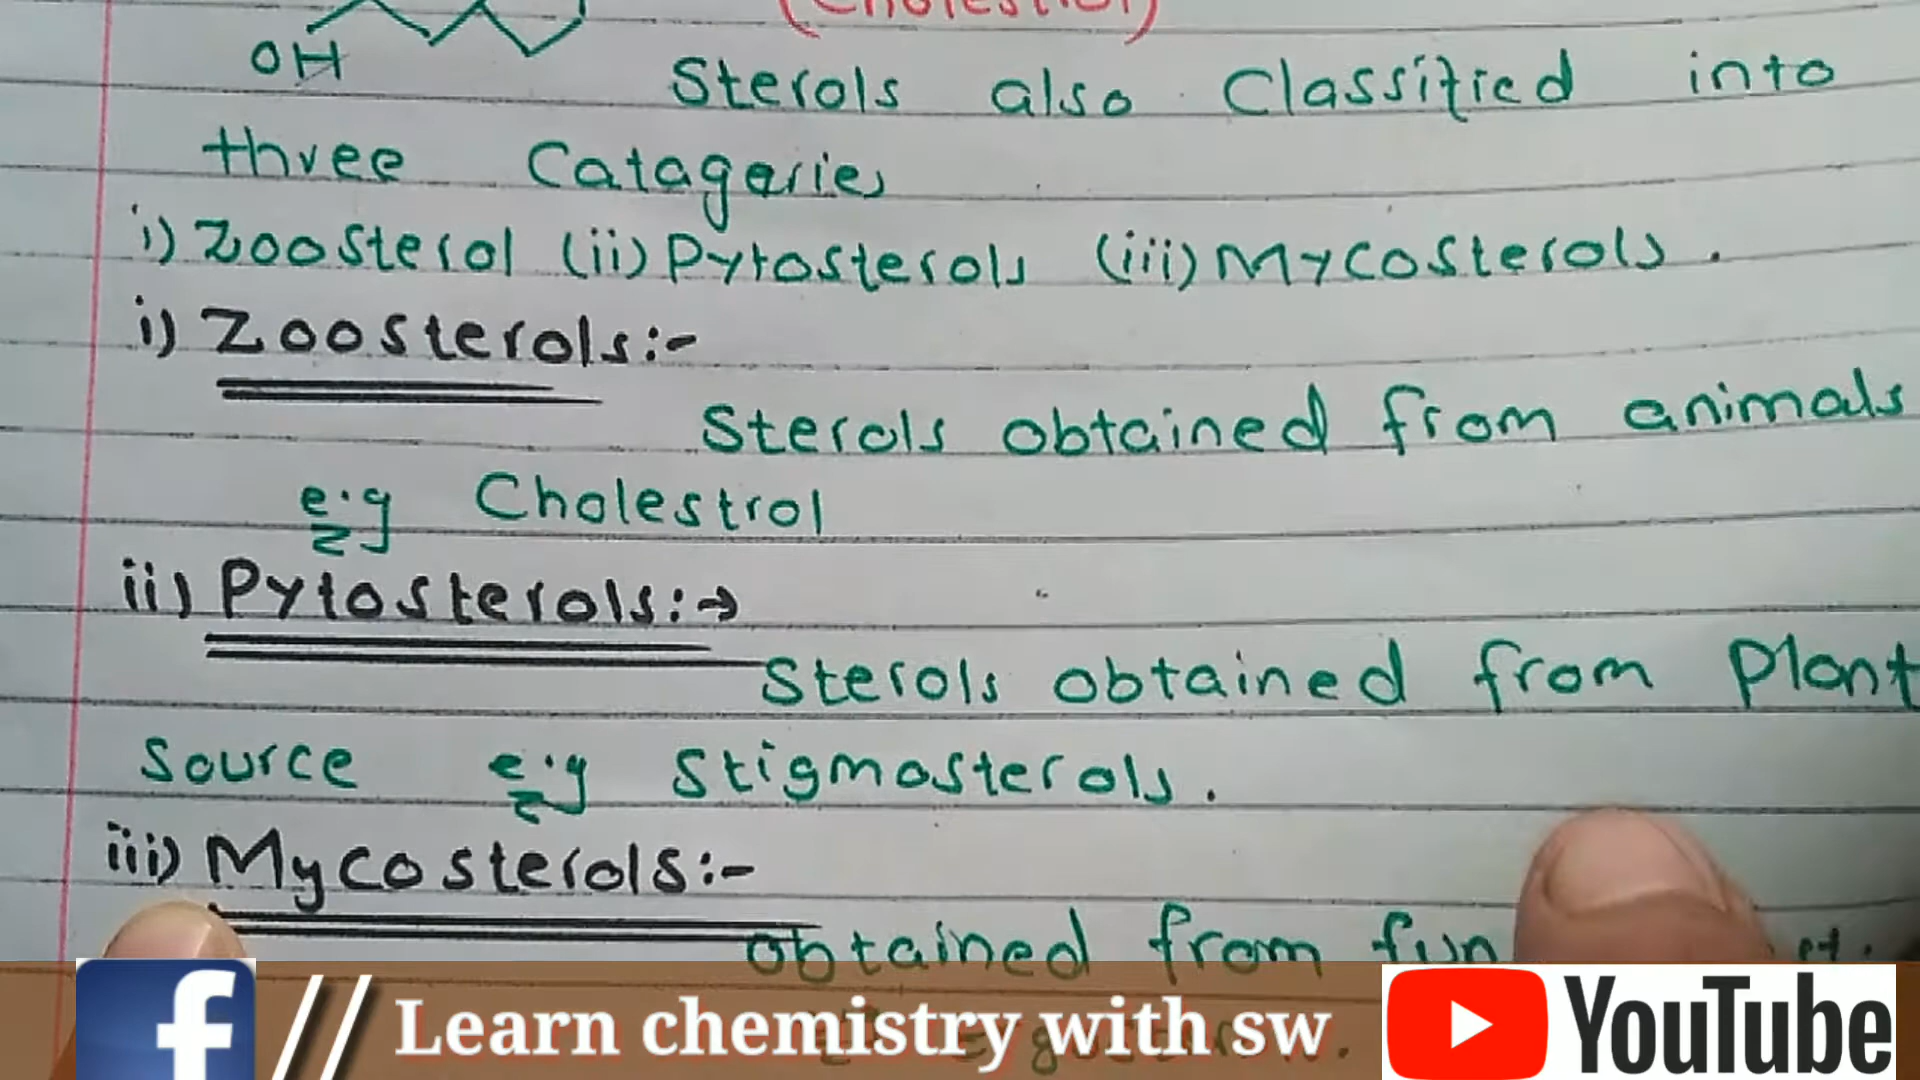 (Cholestrol)
OH
Sterols also Classified into
three Catagaries
i) Zoosterol (ii) Pytosterols (iii) Mycosterols.
i) Zoosterols:-
Sterols obtained from animals
e.g Cholestrol
ii) Pytosterols:→
Sterols obtained from Plant
Source e.g Stigmasterols.
iii) Mycosterols:-
obtained from
f // Learn chemistry with sw YouTube